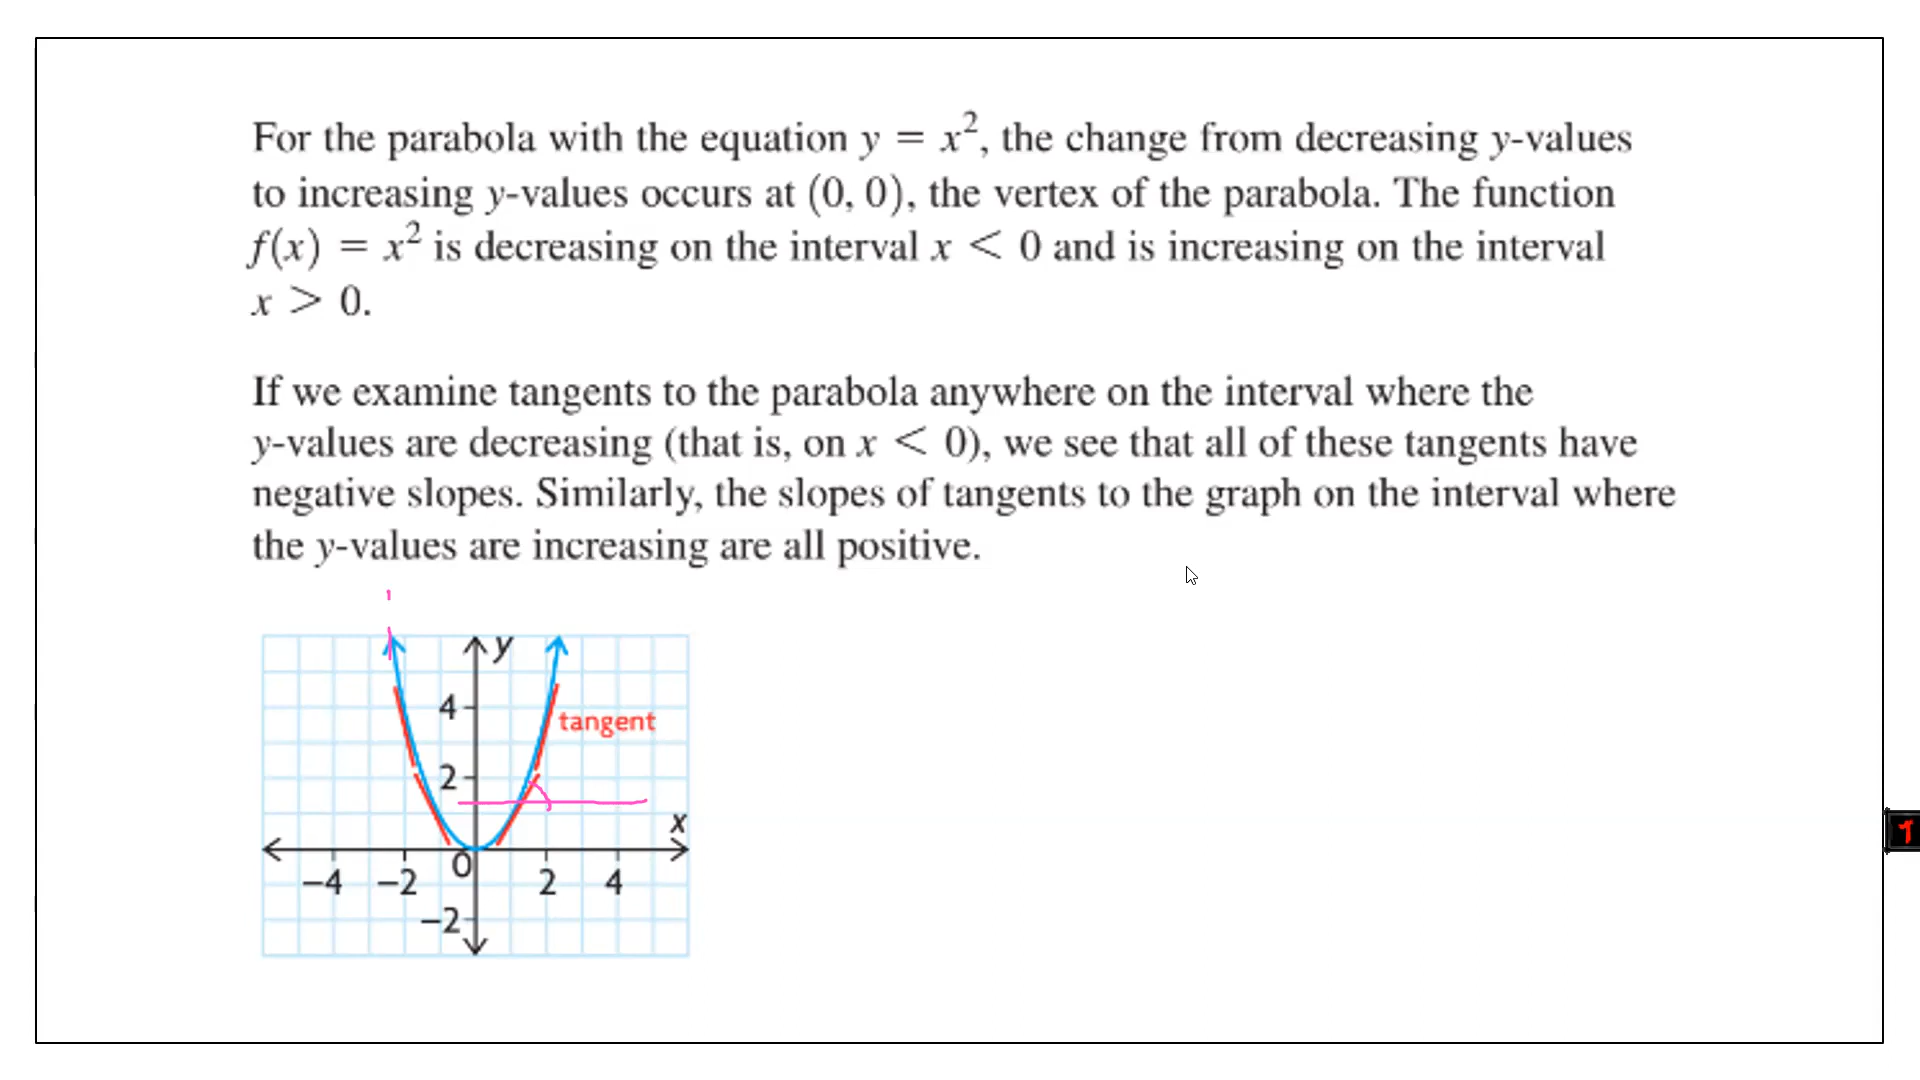 For the parabola with the equation y = x², the change from decreasing y-values
to increasing y-values occurs at (0, 0), the vertex of the parabola. The function
f(x) = x² is decreasing on the interval x < 0 and is increasing on the interval
x > 0.
If we examine tangents to the parabola anywhere on the interval where the
y-values are decreasing (that is, on x < 0), we see that all of these tangents have
negative slopes. Similarly, the slopes of tangents to the graph on the interval where
the y-values are increasing are all positive.
y
4
tangent
2
x
0
−4 −2 2 4
−2
1